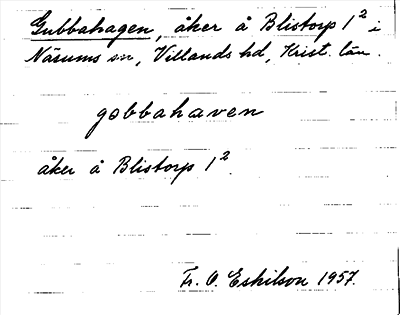 Gubbahagen, åker å Blistorp 1² i
Näsums sn, Villands hd, Krist. län.
gobbahaven
åker å Blistorp 1².
Fr. O. Eskilson 1957.